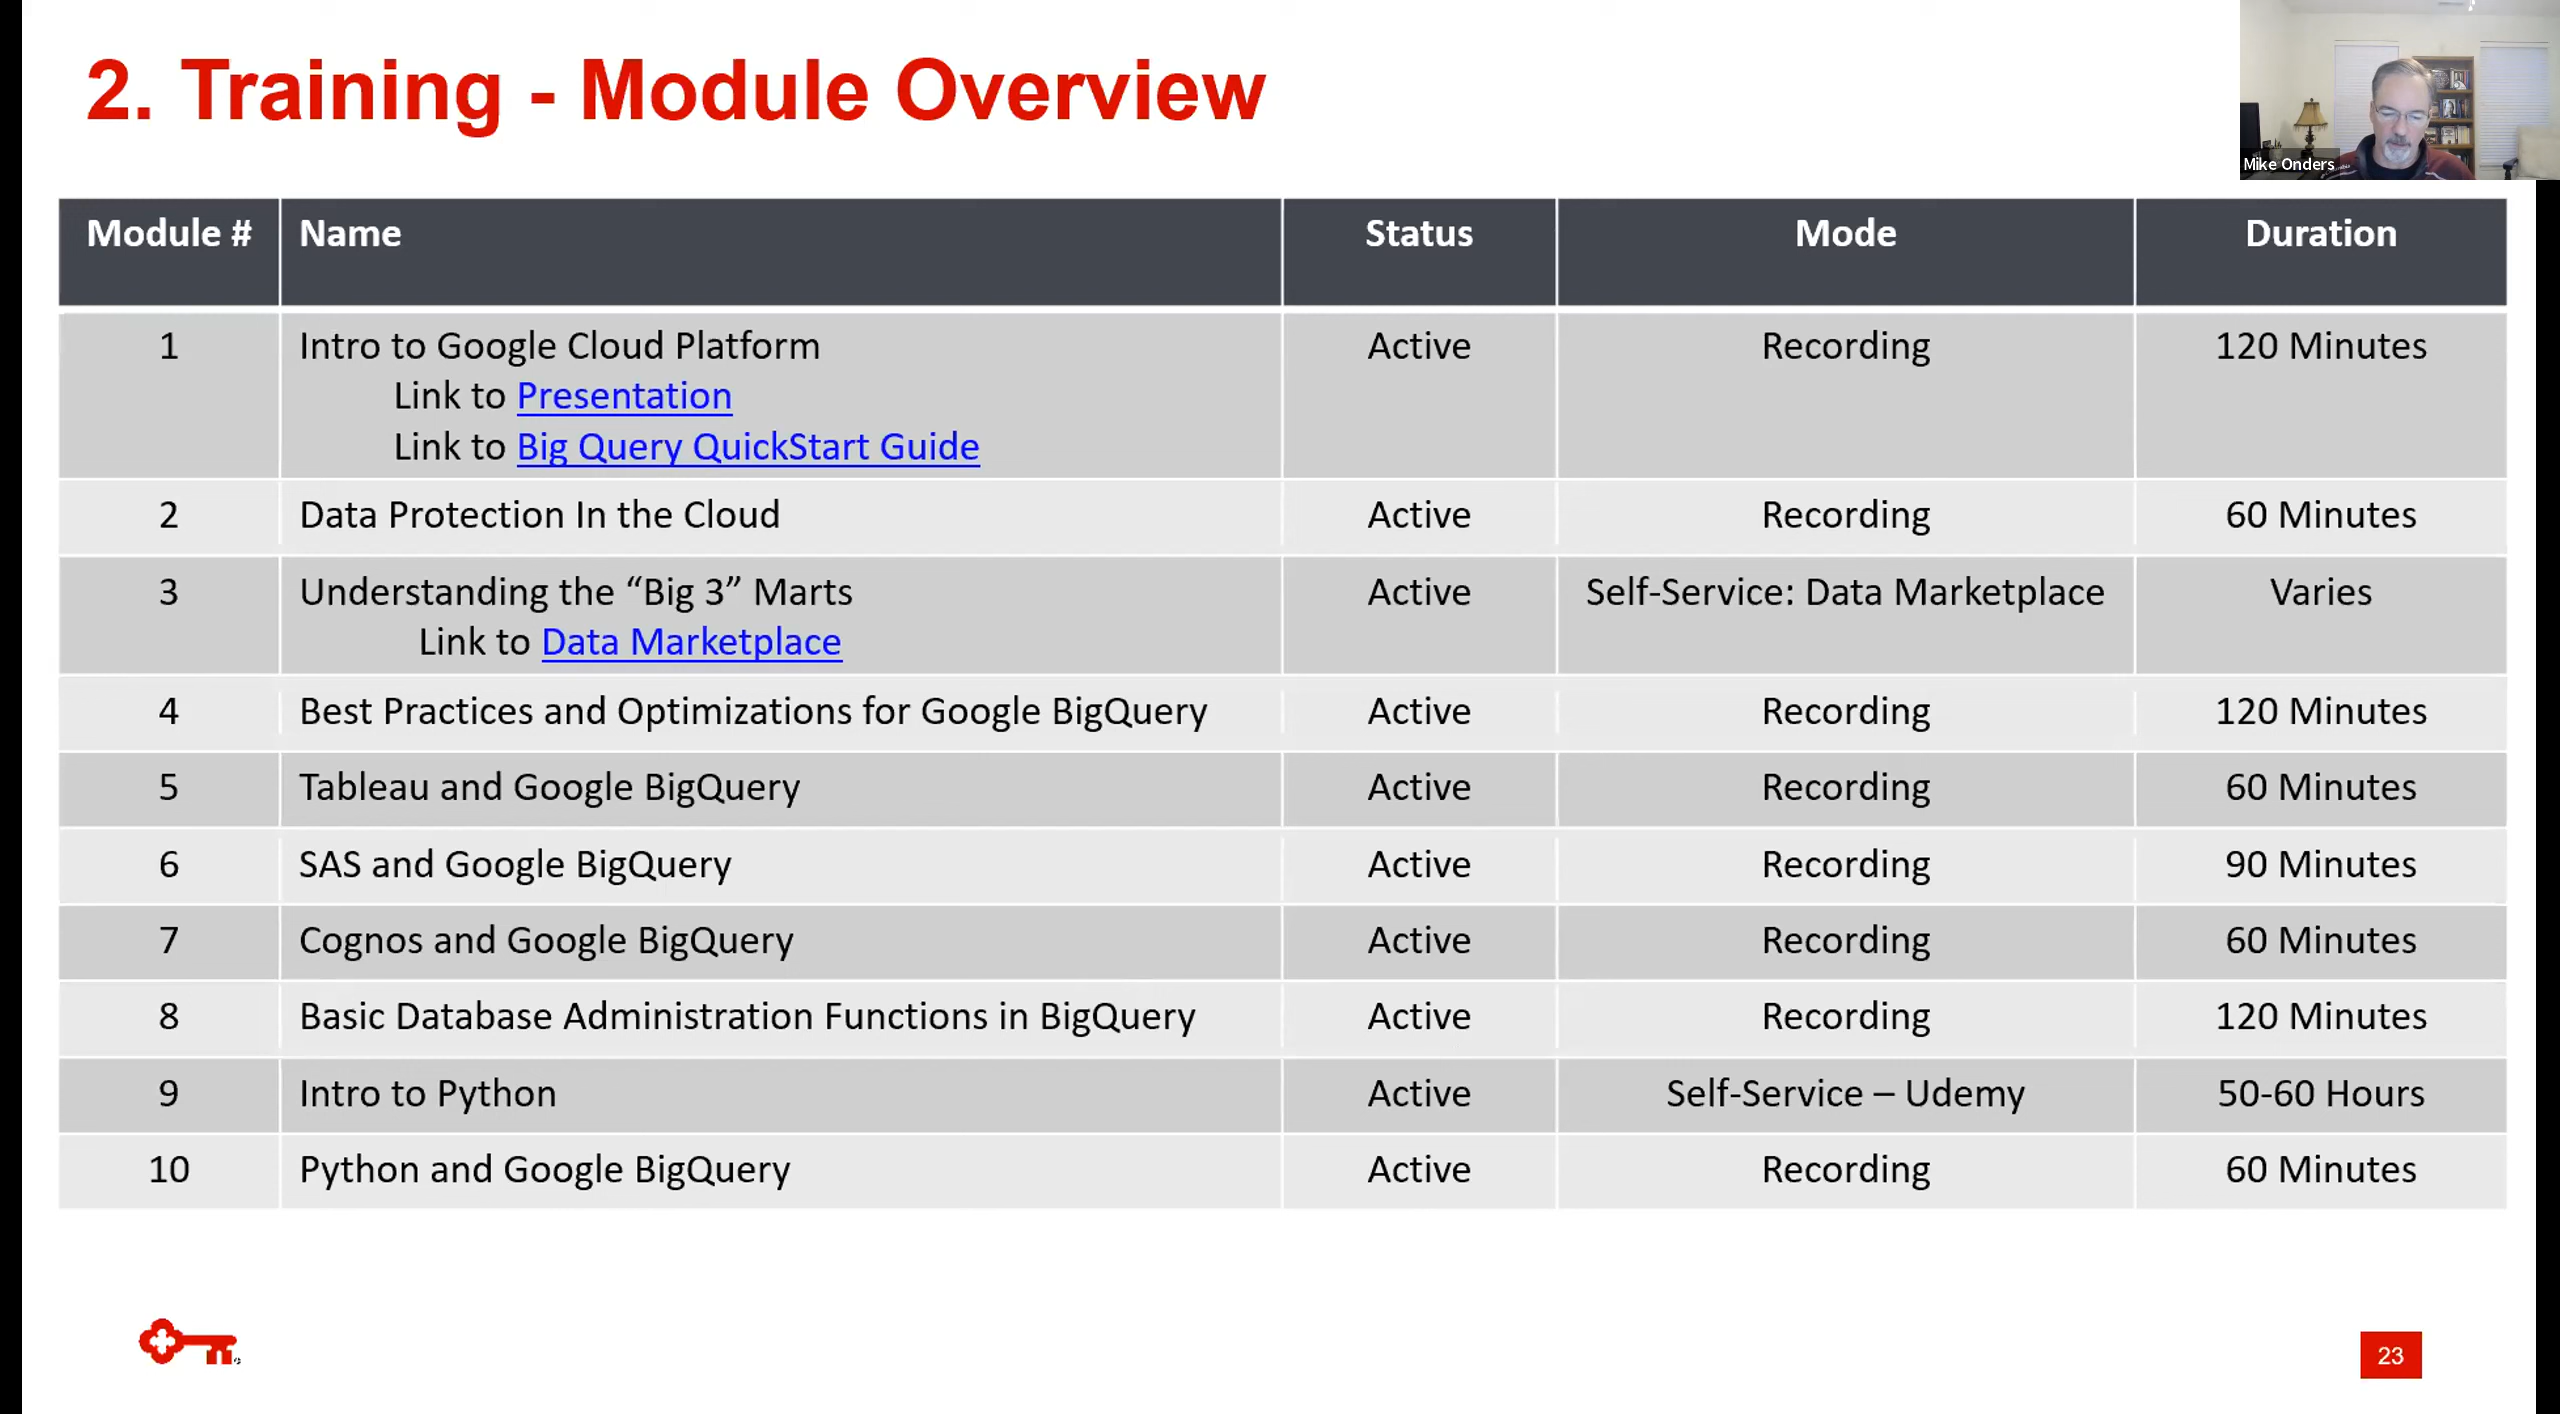 2. Training - Module Overview
Mike Onders
Module # Name Status Mode Duration
1 Intro to Google Cloud Platform Active Recording 120 Minutes
Link to Presentation
Link to Big Query QuickStart Guide
2 Data Protection In the Cloud Active Recording 60 Minutes
3 Understanding the “Big 3” Marts Active Self-Service: Data Marketplace Varies
Link to Data Marketplace
4 Best Practices and Optimizations for Google BigQuery Active Recording 120 Minutes
5 Tableau and Google BigQuery Active Recording 60 Minutes
6 SAS and Google BigQuery Active Recording 90 Minutes
7 Cognos and Google BigQuery Active Recording 60 Minutes
8 Basic Database Administration Functions in BigQuery Active Recording 120 Minutes
9 Intro to Python Active Self-Service – Udemy 50-60 Hours
10 Python and Google BigQuery Active Recording 60 Minutes
23